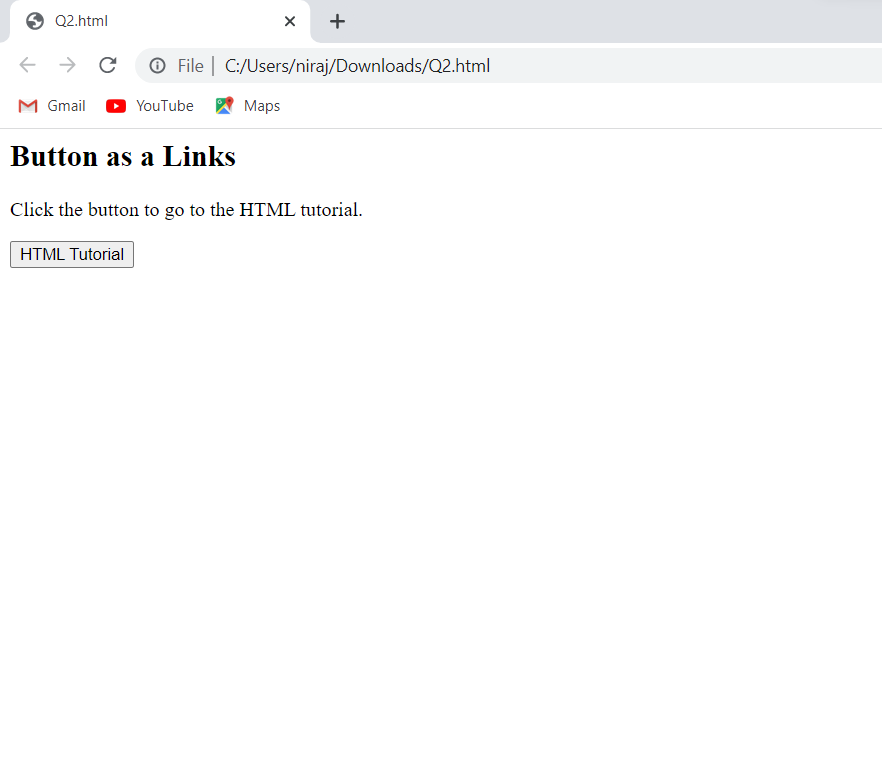 Q2.html
File | C:/Users/niraj/Downloads/Q2.html
Gmail YouTube Maps
Button as a Links
Click the button to go to the HTML tutorial.
HTML Tutorial